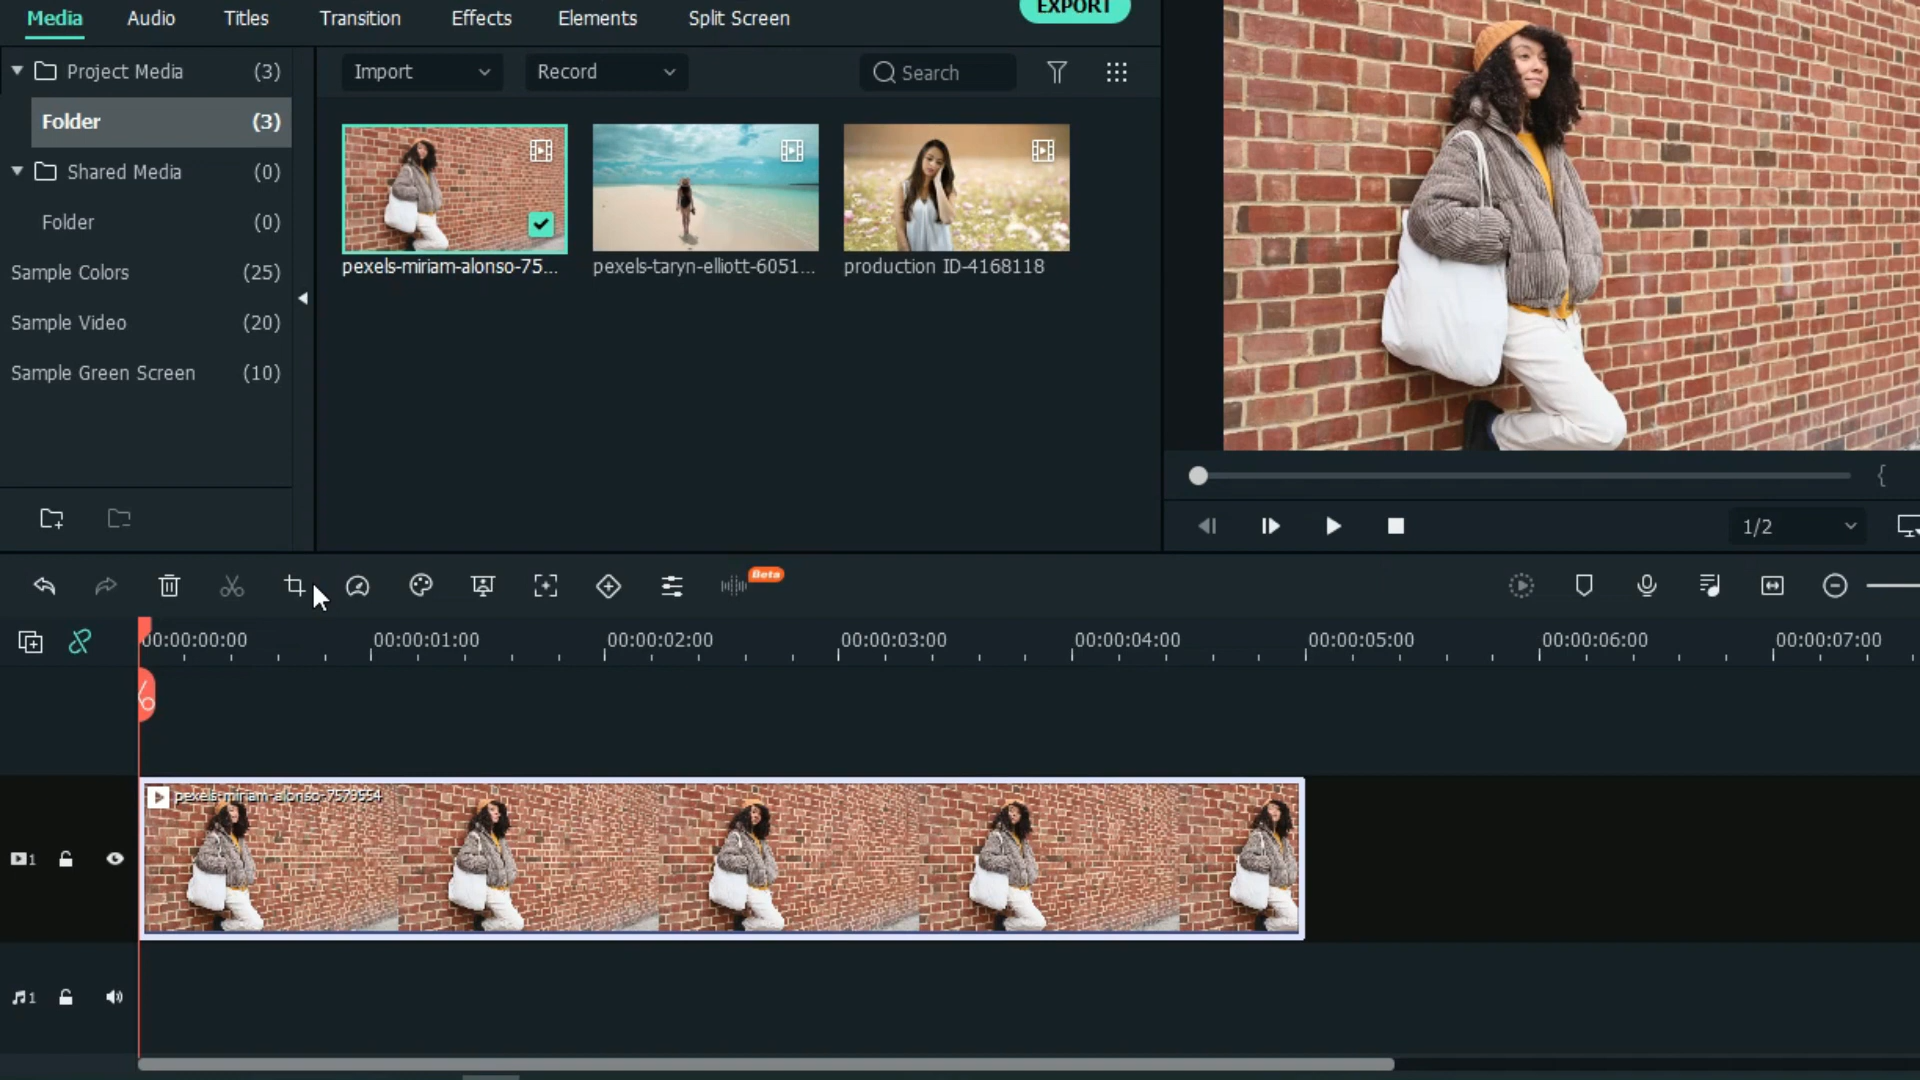 Media
Audio
Titles
Transition
Effects
Elements
Split Screen
EXPORT
Project Media (3)
Folder (3)
Shared Media (0)
Folder (0)
Sample Colors (25)
Sample Video (20)
Sample Green Screen (10)
Import
Record
Search
pexels-miriam-alonso-75...
pexels-taryn-elliott-6051...
production ID-4168118
1/2
Beta
00:00:00:00
00:00:01:00
00:00:02:00
00:00:03:00
00:00:04:00
00:00:05:00
00:00:06:00
00:00:07:00
pexels-miriam-alonso-7579554
1
1